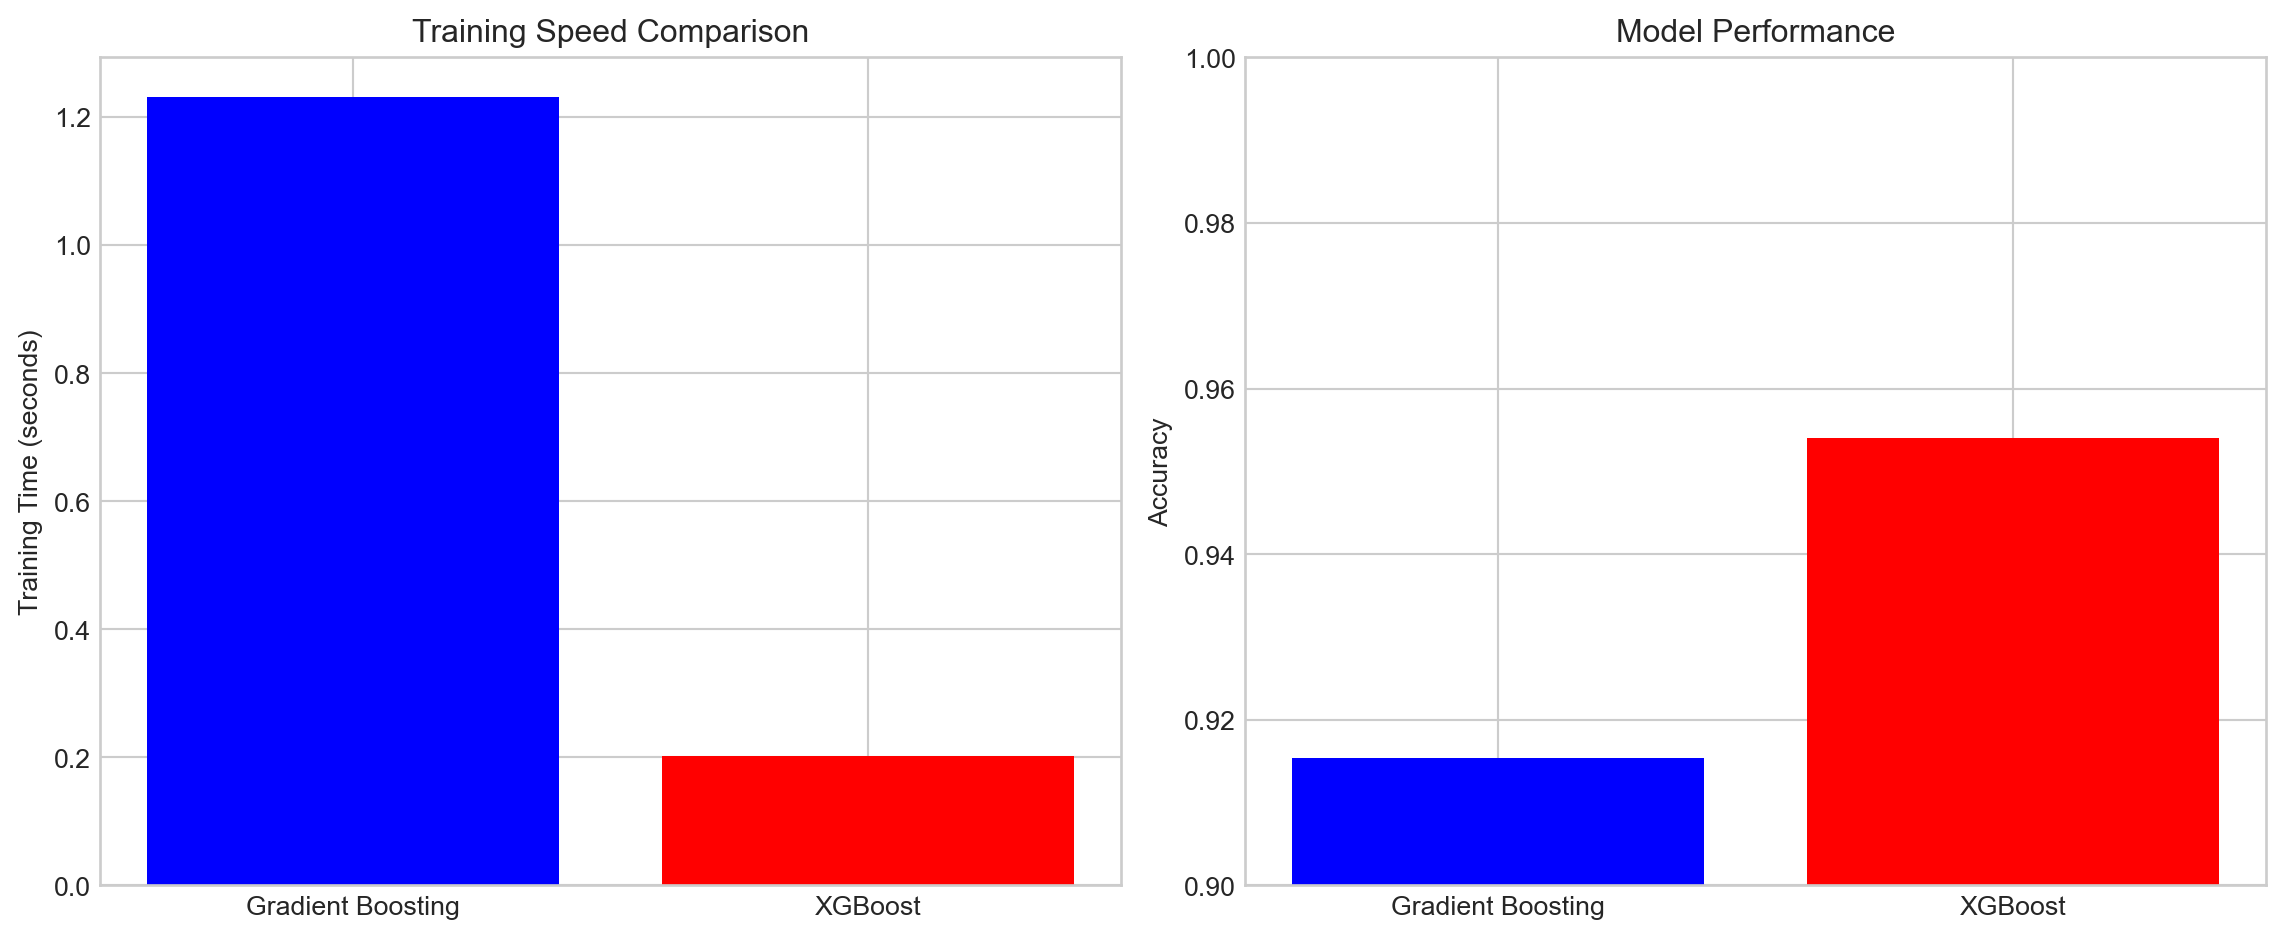 Training Speed Comparison
Training Time (seconds)
1.2
1.0
0.8
0.6
0.4
0.2
0.0
Gradient Boosting
XGBoost
Model Performance
Accuracy
1.00
0.98
0.96
0.94
0.92
0.90
Gradient Boosting
XGBoost